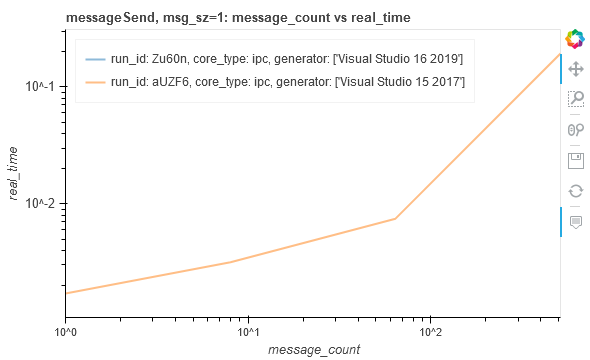 messageSend, msg_sz=1: message_count vs real_time
run_id: Zu60n, core_type: ipc, generator: ['Visual Studio 16 2019']
run_id: aUZF6, core_type: ipc, generator: ['Visual Studio 15 2017']
real_time
10^-1
10^-2
10^0
10^1
10^2
message_count